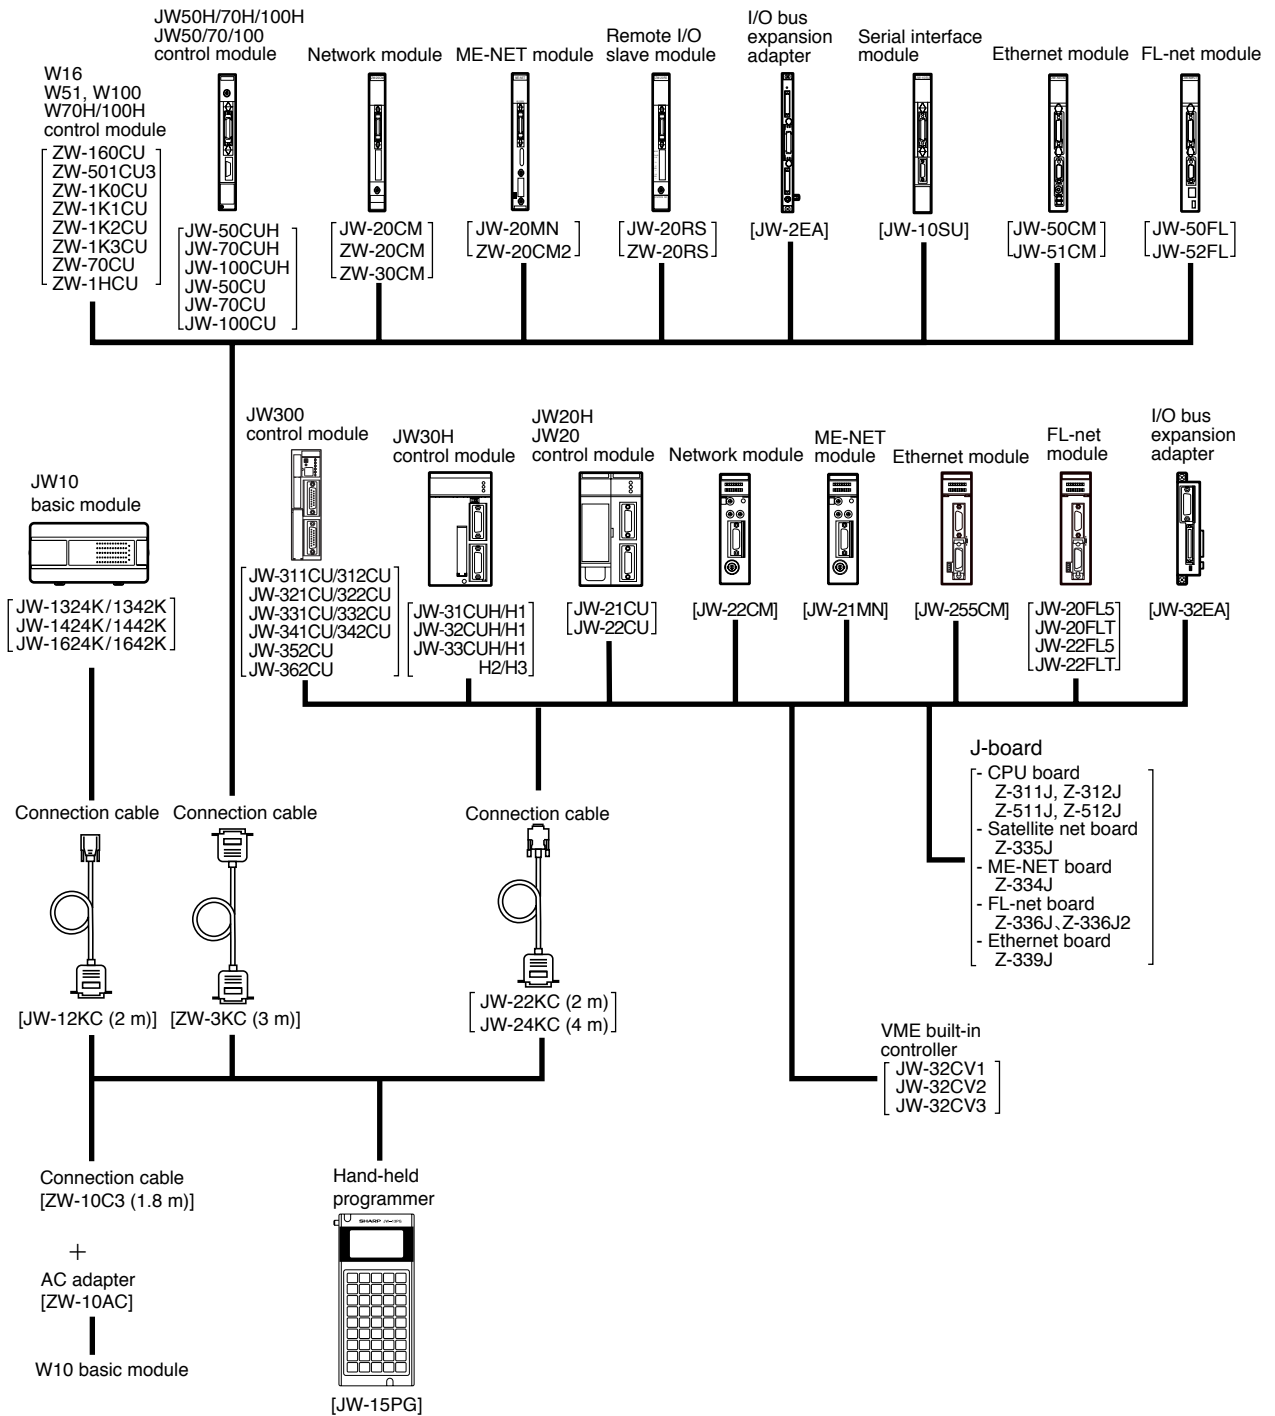 W16
W51, W100
W70H/100H
control module
ZW-160CU
ZW-501CU3
ZW-1K0CU
ZW-1K1CU
ZW-1K2CU
ZW-1K3CU
ZW-70CU
ZW-1HCU
JW50H/70H/100H
JW50/70/100
control module
JW-50CUH
JW-70CUH
JW-100CUH
JW-50CU
JW-70CU
JW-100CU
Network module
JW-20CM
ZW-20CM
ZW-30CM
ME-NET module
JW-20MN
ZW-20CM2
Remote I/O
slave module
JW-20RS
ZW-20RS
I/O bus
expansion
adapter
[JW-2EA]
Serial interface
module
[JW-10SU]
Ethernet module
JW-50CM
JW-51CM
FL-net module
JW-50FL
JW-52FL
JW10
basic module
JW-1324K/1342K
JW-1424K/1442K
JW-1624K/1642K
JW300
control module
JW-311CU/312CU
JW-321CU/322CU
JW-331CU/332CU
JW-341CU/342CU
JW-352CU
JW-362CU
JW30H
control module
JW-31CUH/H1
JW-32CUH/H1
JW-33CUH/H1
H2/H3
JW20H
JW20
control module
JW-21CU
JW-22CU
Network module
[JW-22CM]
ME-NET
module
[JW-21MN]
Ethernet module
[JW-255CM]
FL-net
module
JW-20FL5
JW-20FLT
JW-22FL5
JW-22FLT
I/O bus
expansion
adapter
[JW-32EA]
J-board
- CPU board
Z-311J, Z-312J
Z-511J, Z-512J
- Satellite net board
Z-335J
- ME-NET board
Z-334J
- FL-net board
Z-336J、Z-336J2
- Ethernet board
Z-339J
Connection cable
[JW-12KC (2 m)]
Connection cable
[ZW-3KC (3 m)]
Connection cable
JW-22KC (2 m)
JW-24KC (4 m)
VME built-in
controller
JW-32CV1
JW-32CV2
JW-32CV3
Connection cable
[ZW-10C3 (1.8 m)]
+
AC adapter
[ZW-10AC]
W10 basic module
Hand-held
programmer
SHARP
[JW-15PG]